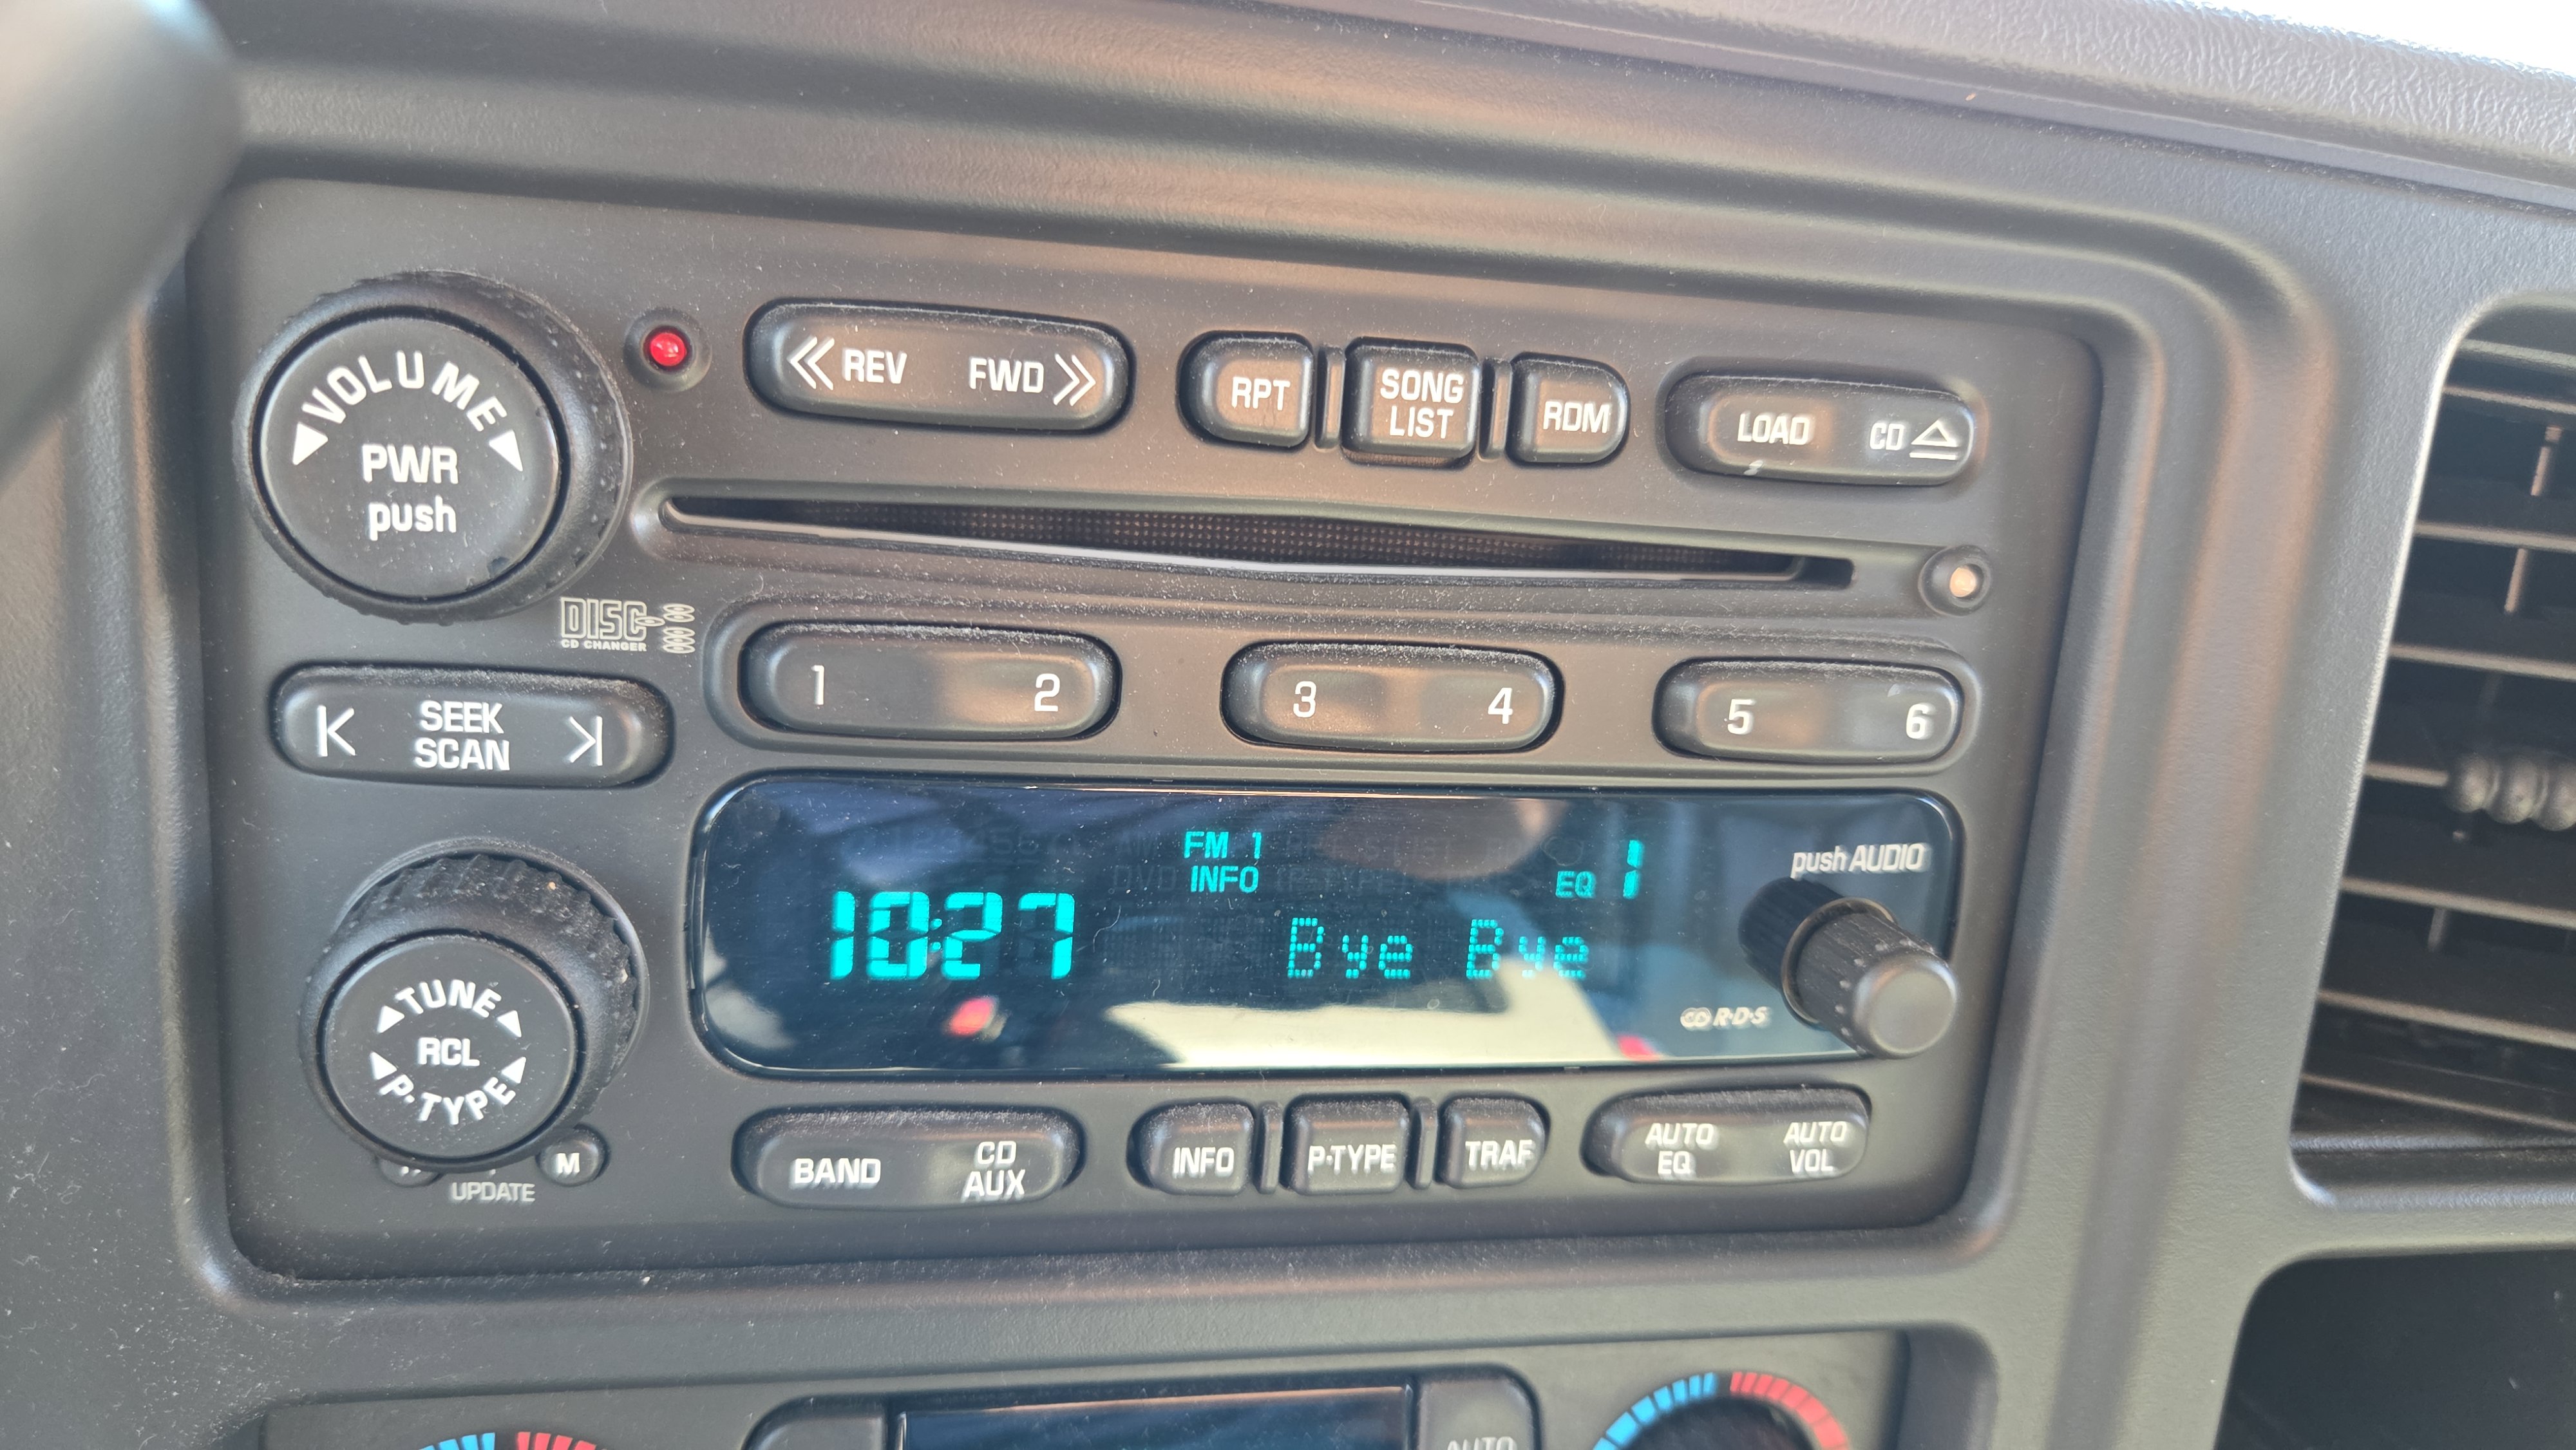 VOLUME
PWR
push
REV FWD
RPT
SONG
LIST
RDM
LOAD CD
DISC
CD CHANGER
1 2
3 4
5 6
SEEK
SCAN
FM 1
INFO
EQ 1
10:27
Bye Bye
push AUDIO
R·D·S
TUNE
RCL
P-TYPE
M
UPDATE
BAND
CD
AUX
INFO
P-TYPE
TRAF
AUTO
EQ
AUTO
VOL
AUTO